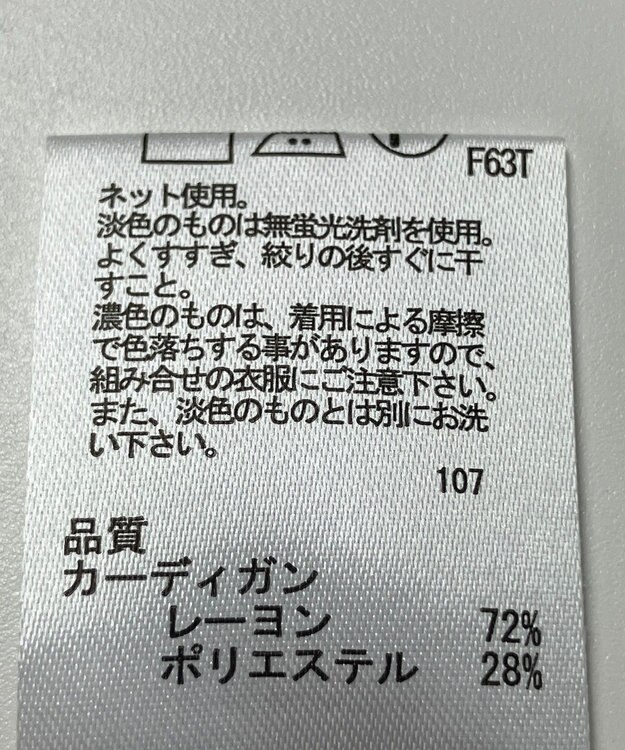 F63T
ネット使用。
淡色のものは無蛍光洗剤を使用。
よくすすぎ、絞りの後すぐに干
すこと。
濃色のものは、着用による摩擦
で色落ちする事がありますので、
組み合せの衣服にご注意下さい。
また、淡色のものとは別にお洗
い下さい。
107
品質
カーディガン
レーヨン 72%
ポリエステル 28%